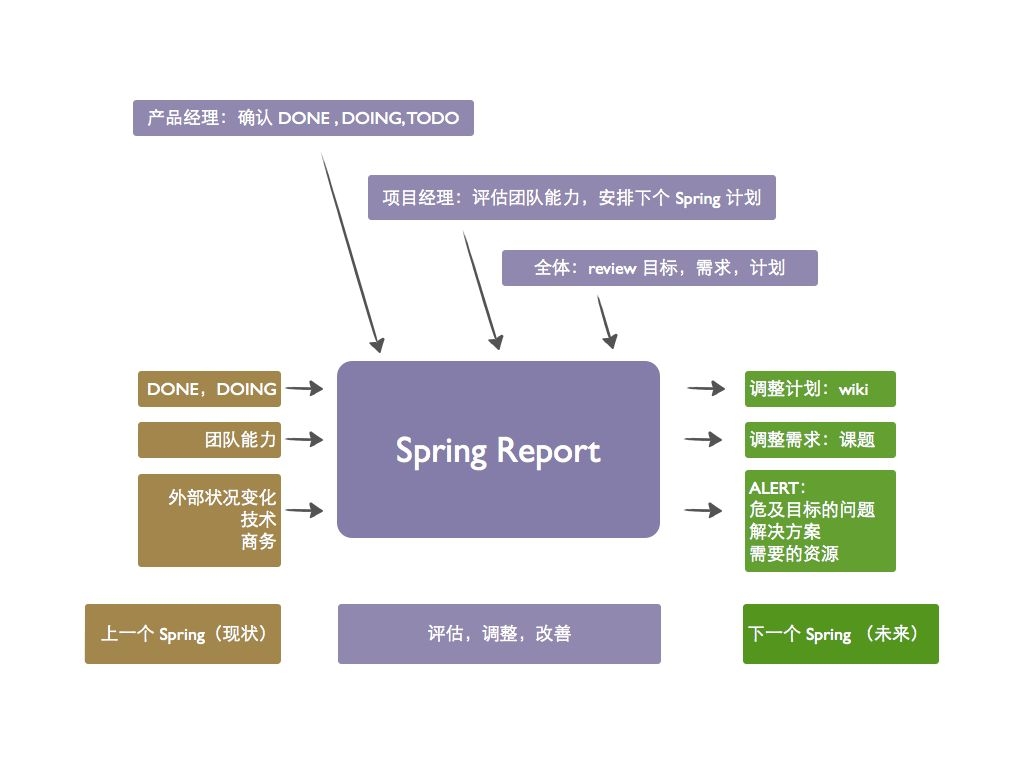 产品经理：确认 DONE , DOING, TODO
项目经理：评估团队能力，安排下个 Spring 计划
全体：review 目标，需求，计划
DONE，DOING
团队能力
外部状况变化
技术
商务
Spring Report
调整计划：wiki
调整需求：课题
ALERT：
危及目标的问题
解决方案
需要的资源
上一个 Spring（现状）
评估，调整，改善
下一个 Spring （未来）